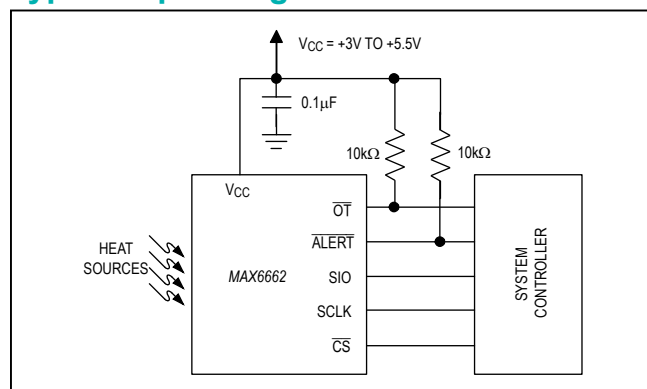 VCC = +3V TO +5.5V
0.1µF
10kΩ
10kΩ
VCC
OT
ALERT
HEAT
SOURCES
MAX6662
SIO
SCLK
CS
SYSTEM
CONTROLLER